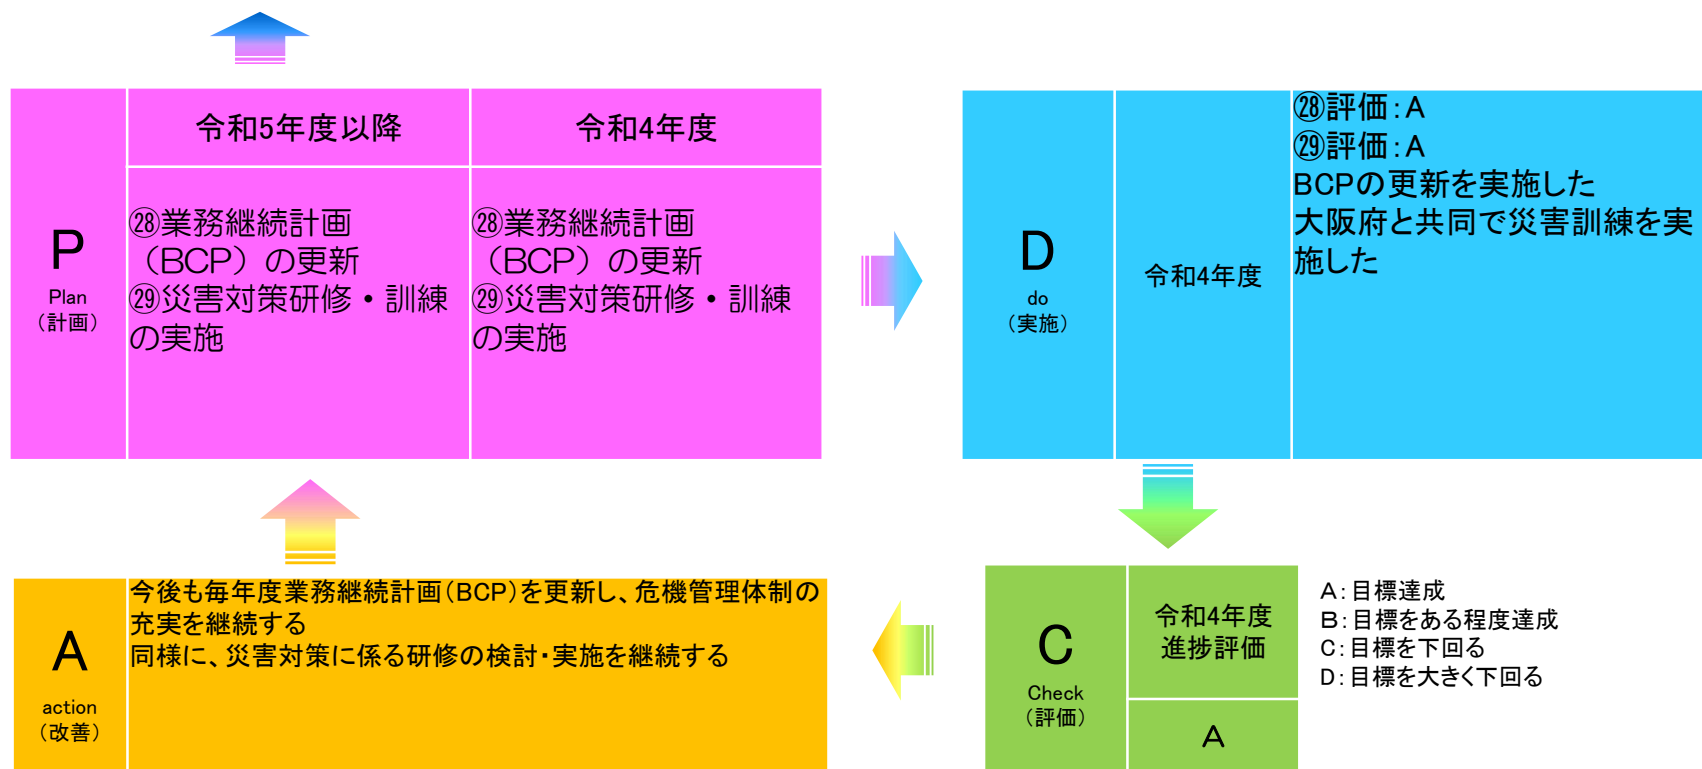 P
Plan
（計画）
令和5年度以降
令和4年度
㉘業務継続計画
（BCP）の更新
㉙災害対策研修・訓練
の実施
㉘業務継続計画
（BCP）の更新
㉙災害対策研修・訓練
の実施
D
do
（実施）
令和4年度
㉘評価：A
㉙評価：A
BCPの更新を実施した
大阪府と共同で災害訓練を実
施した
A
action
（改善）
今後も毎年度業務継続計画（BCP）を更新し、危機管理体制の
充実を継続する
同様に、災害対策に係る研修の検討・実施を継続する
C
Check
（評価）
令和4年度
進捗評価
A
A：目標達成
B：目標をある程度達成
C：目標を下回る
D：目標を大きく下回る